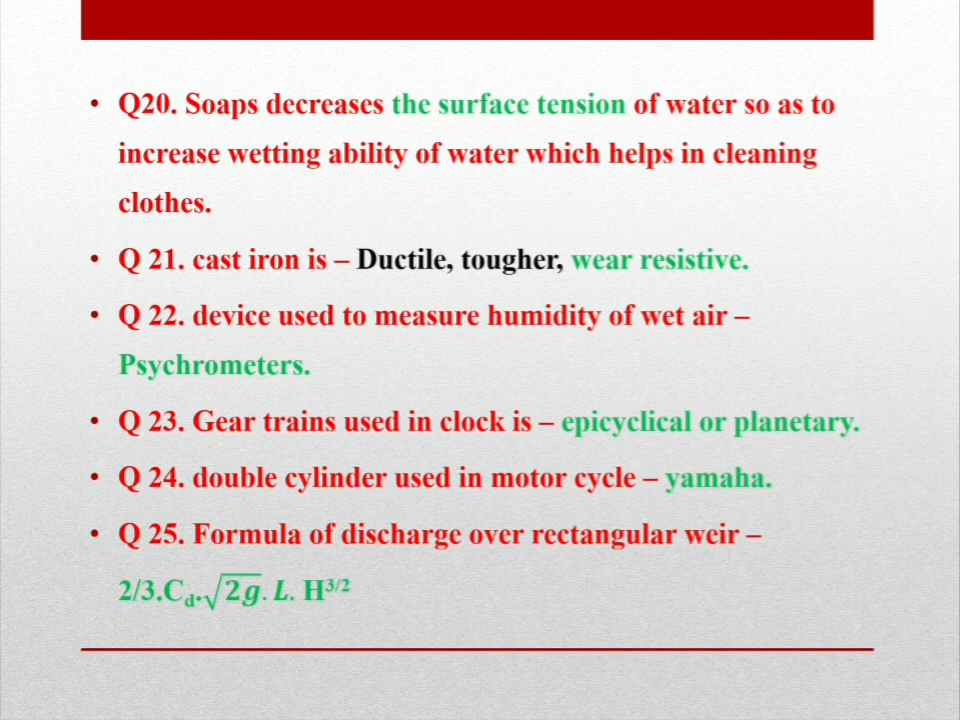 • Q20. Soaps decreases the surface tension of water so as to
increase wetting ability of water which helps in cleaning
clothes.
• Q 21. cast iron is – Ductile, tougher, wear resistive.
• Q 22. device used to measure humidity of wet air –
Psychrometers.
• Q 23. Gear trains used in clock is – epicyclical or planetary.
• Q 24. double cylinder used in motor cycle – yamaha.
• Q 25. Formula of discharge over rectangular weir –
2/3.C_d.√2g. L. H^3/2